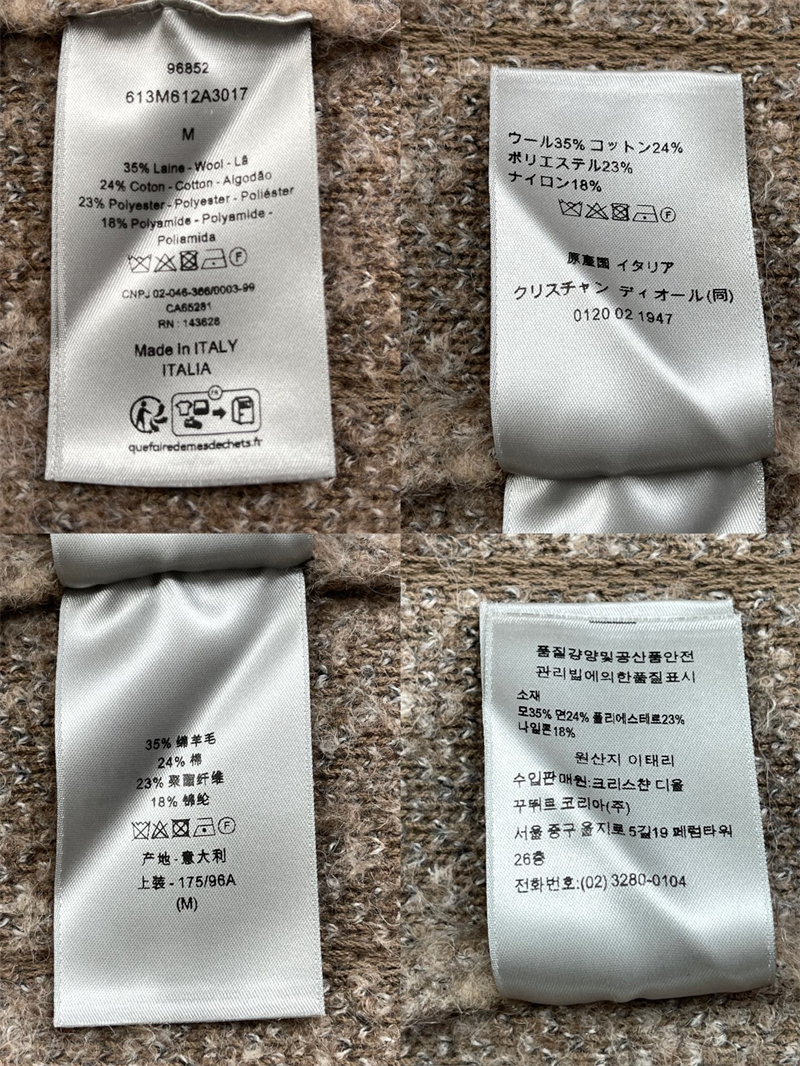 96852
613M612A3017
M
35% Laine - Wool - Lã
24% Coton - Cotton - Algodão
23% Polyester - Polyester - Poliéster
18% Polyamide - Polyamide -
Poliamida
F
CNPJ 02-046-366/0003-99
CA55281
RN : 143628
Made In ITALY
ITALIA
FR
quefairedemesdechets.fr
ウール35% コットン24%
ポリエステル23%
ナイロン18%
F
原産国 イタリア
クリスチャン ディオール(同)
0120 02 1947
35% 绵羊毛
24% 棉
23% 聚酯纤维
18% 锦纶
F
产地 - 意大利
上装 - 175/96A
(M)
품질경양및공산품안전
관리법에의한품질표시
소재
모35% 면24% 폴리에스테르23%
나일론18%
원산지 이태리
수입판매원:크리스챤 디올
꾸뛰르 코리아(주)
서울 중구 을지로 5길19 페럼타워
26층
전화번호:(02) 3280-0104